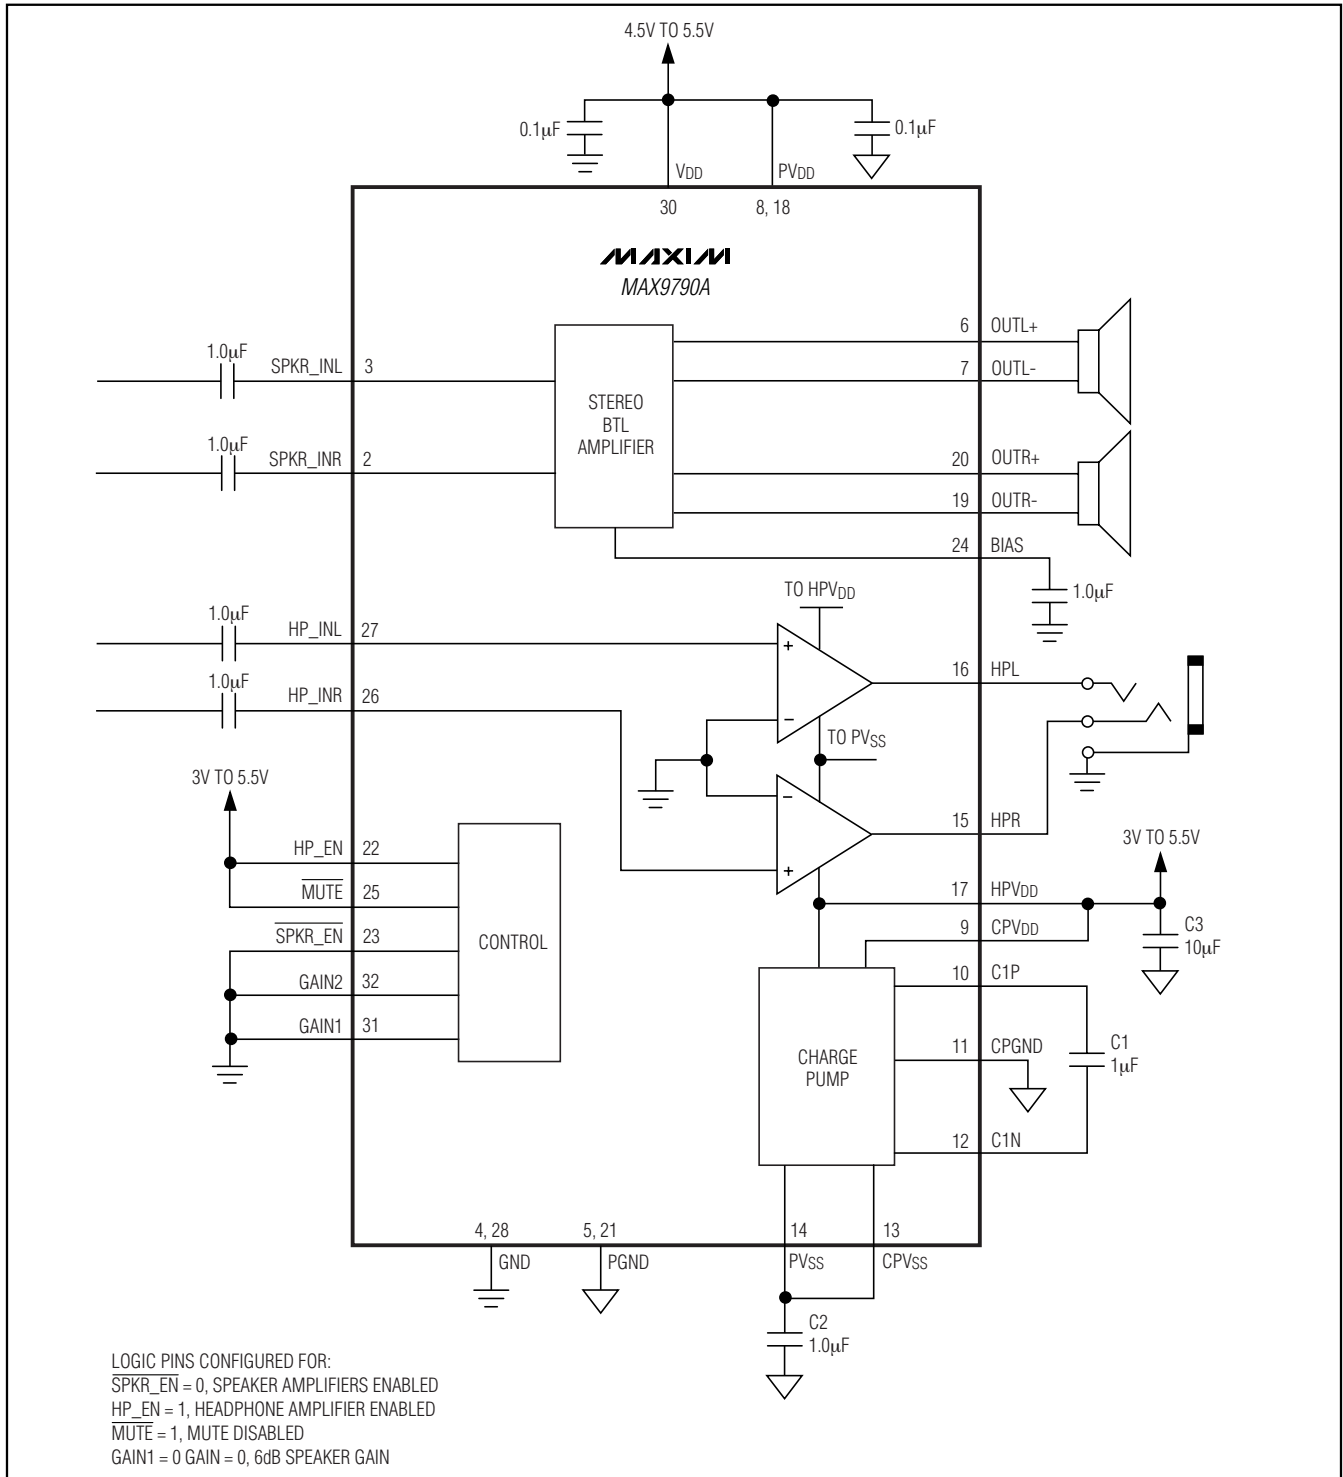 4.5V TO 5.5V
0.1μF
0.1μF
VDD
PVDD
30
8, 18
MAXIM
MAX9790A
1.0μF
SPKR_INL
3
6
OUTL+
7
OUTL-
STEREO
BTL
AMPLIFIER
1.0μF
SPKR_INR
2
20
OUTR+
19
OUTR-
24
BIAS
1.0μF
TO HPVDD
1.0μF
HP_INL
27
+
−
16
HPL
1.0μF
HP_INR
26
TO PVSS
−
+
15
HPR
3V TO 5.5V
3V TO 5.5V
HP_EN
22
MUTE
25
SPKR_EN
23
GAIN2
32
GAIN1
31
CONTROL
17
HPVDD
9
CPVDD
C3
10μF
10
C1P
11
CPGND
C1
1μF
CHARGE
PUMP
12
C1N
4, 28
5, 21
14
13
GND
PGND
PVSS
CPVSS
C2
1.0μF
LOGIC PINS CONFIGURED FOR:
SPKR_EN = 0, SPEAKER AMPLIFIERS ENABLED
HP_EN = 1, HEADPHONE AMPLIFIER ENABLED
MUTE = 1, MUTE DISABLED
GAIN1 = 0 GAIN = 0, 6dB SPEAKER GAIN